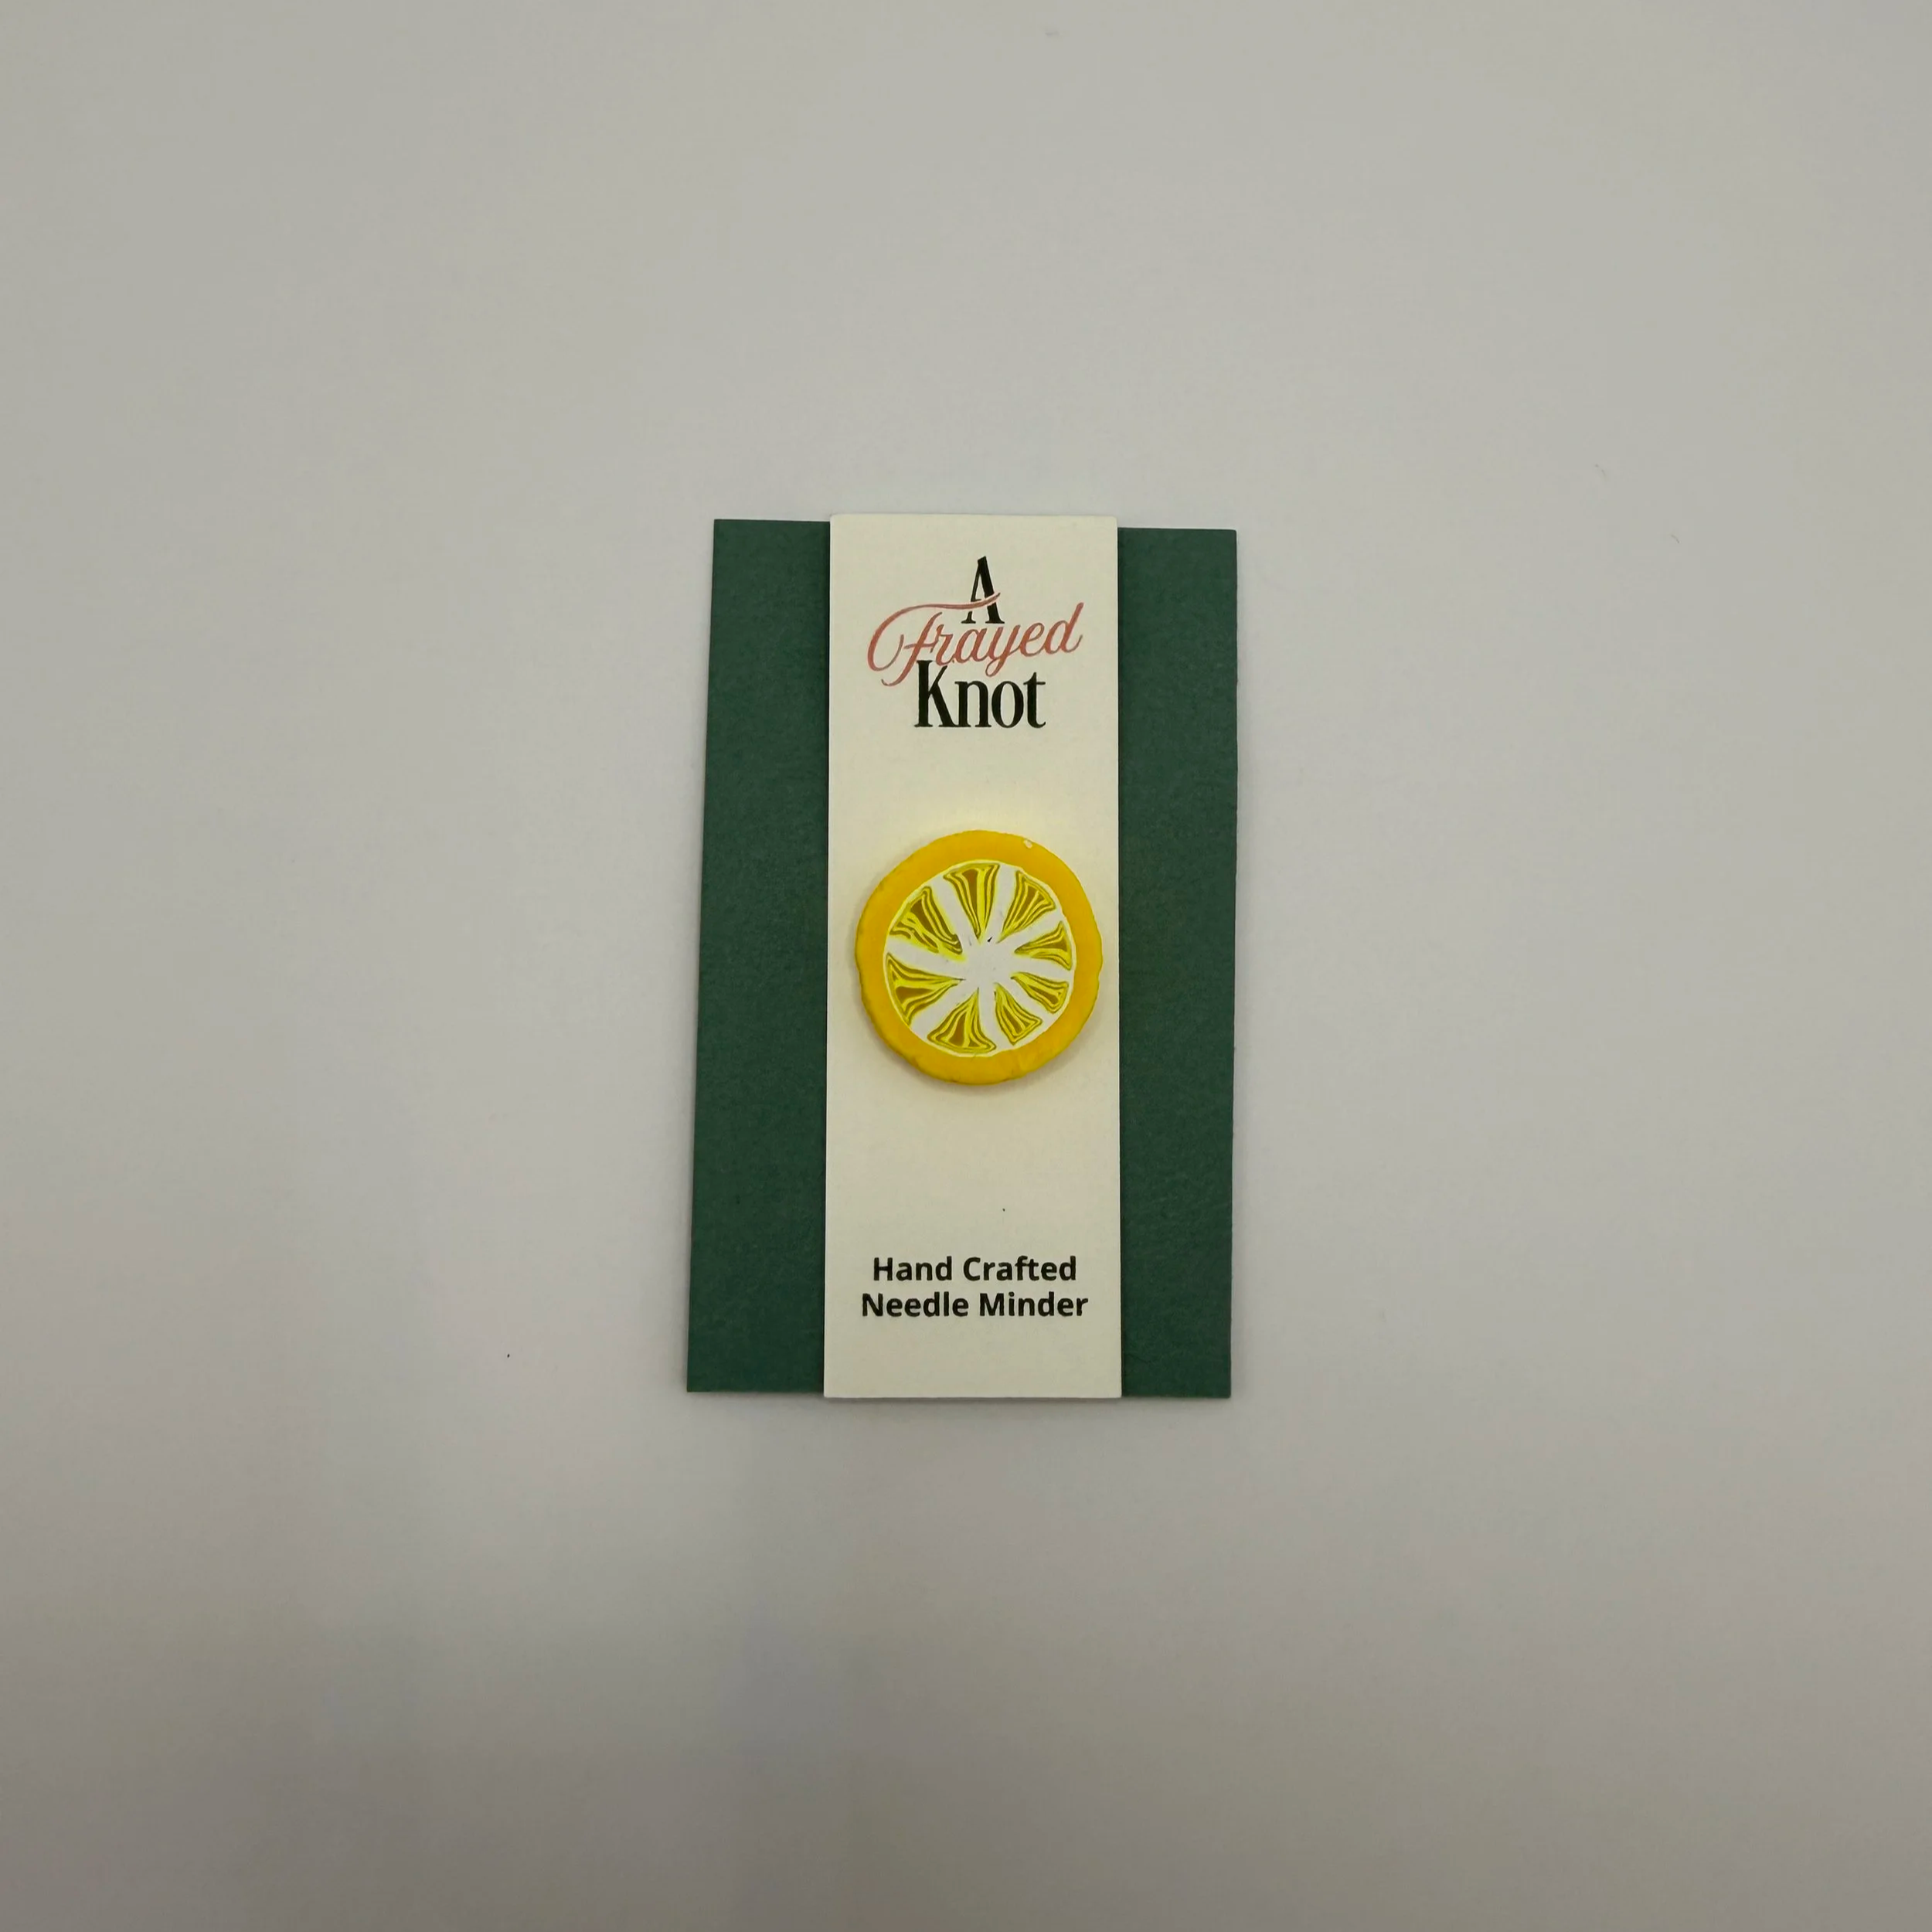 A
Frayed
Knot
Hand Crafted
Needle Minder